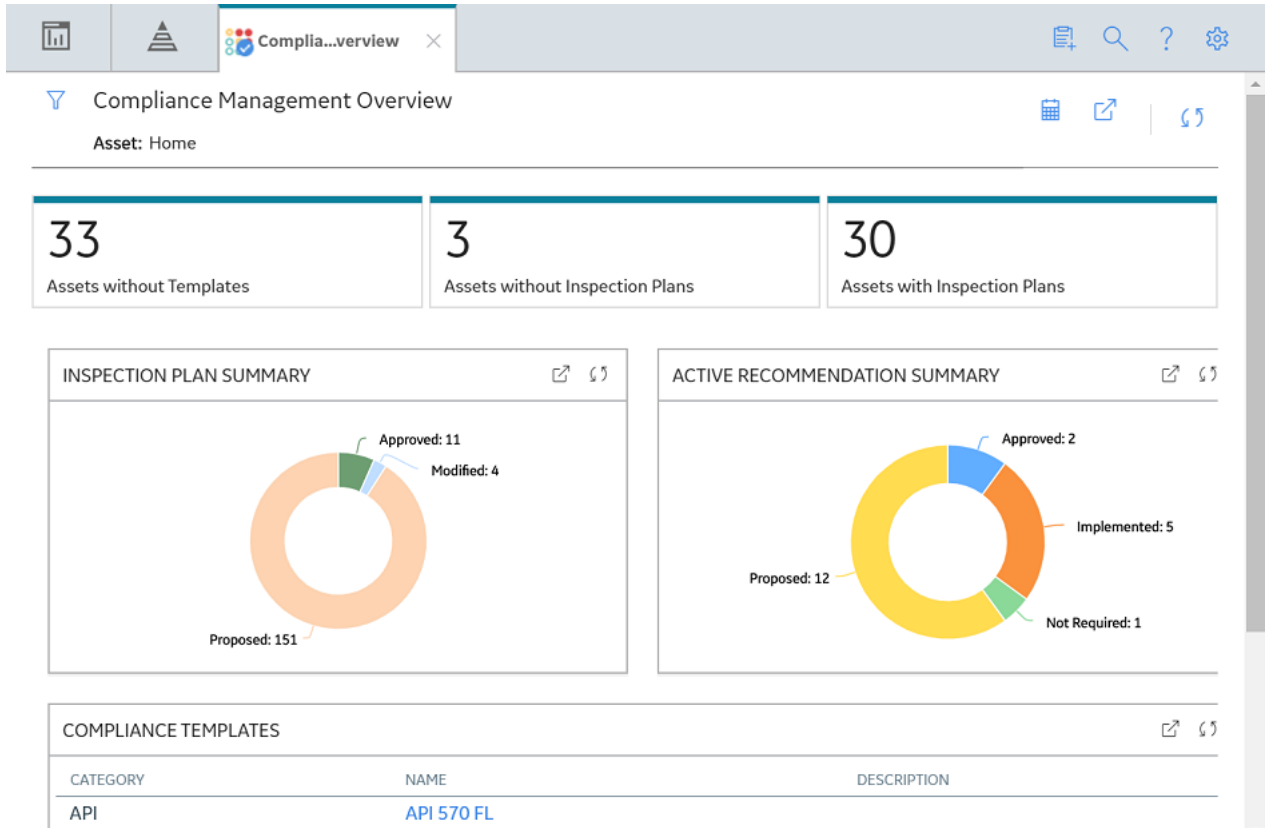 Complia...verview
Compliance Management Overview
Asset: Home
33
Assets without Templates
3
Assets without Inspection Plans
30
Assets with Inspection Plans
INSPECTION PLAN SUMMARY
Approved: 11
Modified: 4
Proposed: 151
ACTIVE RECOMMENDATION SUMMARY
Approved: 2
Implemented: 5
Proposed: 12
Not Required: 1
COMPLIANCE TEMPLATES
CATEGORY NAME DESCRIPTION
API API 570 FL